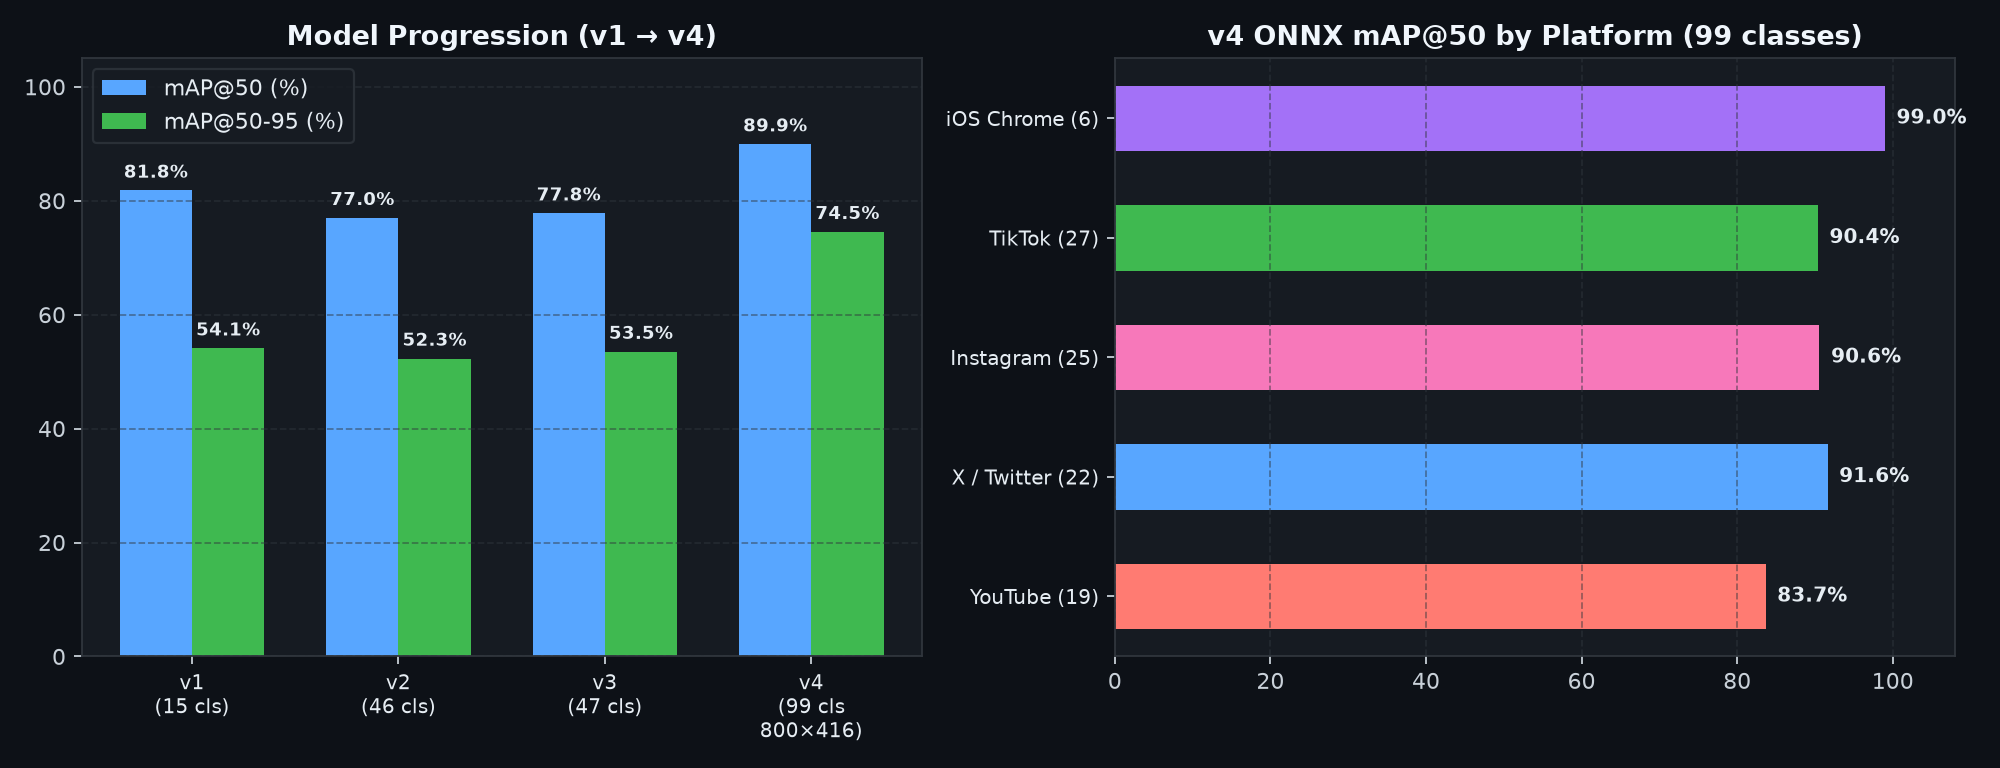 Model Progression (v1 → v4)
mAP@50 (%)
mAP@50-95 (%)
100
80
60
40
20
0
81.8%
54.1%
77.0%
52.3%
77.8%
53.5%
89.9%
74.5%
v1
(15 cls)
v2
(46 cls)
v3
(47 cls)
v4
(99 cls
800×416)
v4 ONNX mAP@50 by Platform (99 classes)
iOS Chrome (6)
99.0%
TikTok (27)
90.4%
Instagram (25)
90.6%
X / Twitter (22)
91.6%
YouTube (19)
83.7%
0
20
40
60
80
100